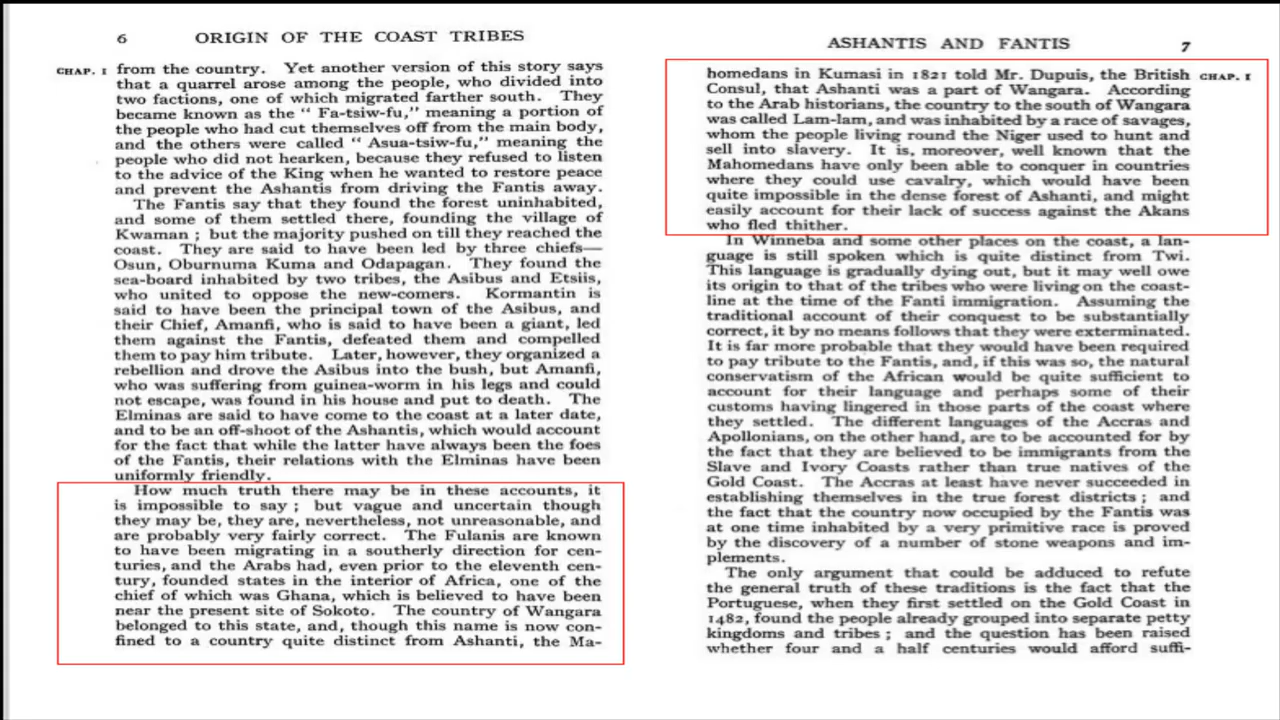 6 ORIGIN OF THE COAST TRIBES
CHAP. I from the country. Yet another version of this story says
that a quarrel arose among the people, who divided into
two factions, one of which migrated farther south. They
became known as the “ Fa-tsiw-fu,” meaning a portion of
the people who had cut themselves off from the main body,
and the others were called “ Asua-tsiw-fu,” meaning the
people who did not hearken, because they refused to listen
to the advice of the King when he wanted to restore peace
and prevent the Ashantis from driving the Fantis away.
The Fantis say that they found the forest uninhabited,
and some of them settled there, founding the village of
Kwaman ; but the majority pushed on till they reached the
coast. They are said to have been led by three chiefs—
Osun, Oburnuma Kuma and Odapagan. They found the
sea-board inhabited by two tribes, the Asibus and Etsiis,
who united to oppose the new-comers. Kormantin is
said to have been the principal town of the Asibus, and
their Chief, Amanfi, who is said to have been a giant, led
them against the Fantis, defeated them and compelled
them to pay him tribute. Later, however, they organized a
rebellion and drove the Asibus into the bush, but Amanfi,
who was suffering from guinea-worm in his legs and could
not escape, was found in his house and put to death. The
Elminas are said to have come to the coast at a later date,
and to be an off-shoot of the Ashantis, which would account
for the fact that while the latter have always been the foes
of the Fantis, their relations with the Elminas have been
uniformly friendly.
How much truth there may be in these accounts, it
is impossible to say ; but vague and uncertain though
they may be, they are, nevertheless, not unreasonable, and
are probably very fairly correct. The Fulanis are known
to have been migrating in a southerly direction for cen-
turies, and the Arabs had, even prior to the eleventh cen-
tury, founded states in the interior of Africa, one of the
chief of which was Ghana, which is believed to have been
near the present site of Sokoto. The country of Wangara
belonged to this state, and, though this name is now con-
fined to a country quite distinct from Ashanti, the Ma-
ASHANTIS AND FANTIS 7
homedans in Kumasi in 1821 told Mr. Dupuis, the British CHAP. I
Consul, that Ashanti was a part of Wangara. According
to the Arab historians, the country to the south of Wangara
was called Lam-lam, and was inhabited by a race of savages,
whom the people living round the Niger used to hunt and
sell into slavery. It is, moreover, well known that the
Mahomedans have only been able to conquer in countries
where they could use cavalry, which would have been
quite impossible in the dense forest of Ashanti, and might
easily account for their lack of success against the Akans
who fled thither.
In Winneba and some other places on the coast, a lan-
guage is still spoken which is quite distinct from Twi.
This language is gradually dying out, but it may well owe
its origin to that of the tribes who were living on the coast-
line at the time of the Fanti immigration. Assuming the
traditional account of their conquest to be substantially
correct, it by no means follows that they were exterminated.
It is far more probable that they would have been required
to pay tribute to the Fantis, and, if this was so, the natural
conservatism of the African would be quite sufficient to
account for their language and perhaps some of their
customs having lingered in those parts of the coast where
they settled. The different languages of the Accras and
Apollonians, on the other hand, are to be accounted for by
the fact that they are believed to be immigrants from the
Slave and Ivory Coasts rather than true natives of the
Gold Coast. The Accras at least have never succeeded in
establishing themselves in the true forest districts ; and
the fact that the country now occupied by the Fantis was
at one time inhabited by a very primitive race is proved
by the discovery of a number of stone weapons and im-
plements.
The only argument that could be adduced to refute
the general truth of these traditions is the fact that the
Portuguese, when they first settled on the Gold Coast in
1482, found the people already grouped into separate petty
kingdoms and tribes ; and the question has been raised
whether four and a half centuries would afford suffi-